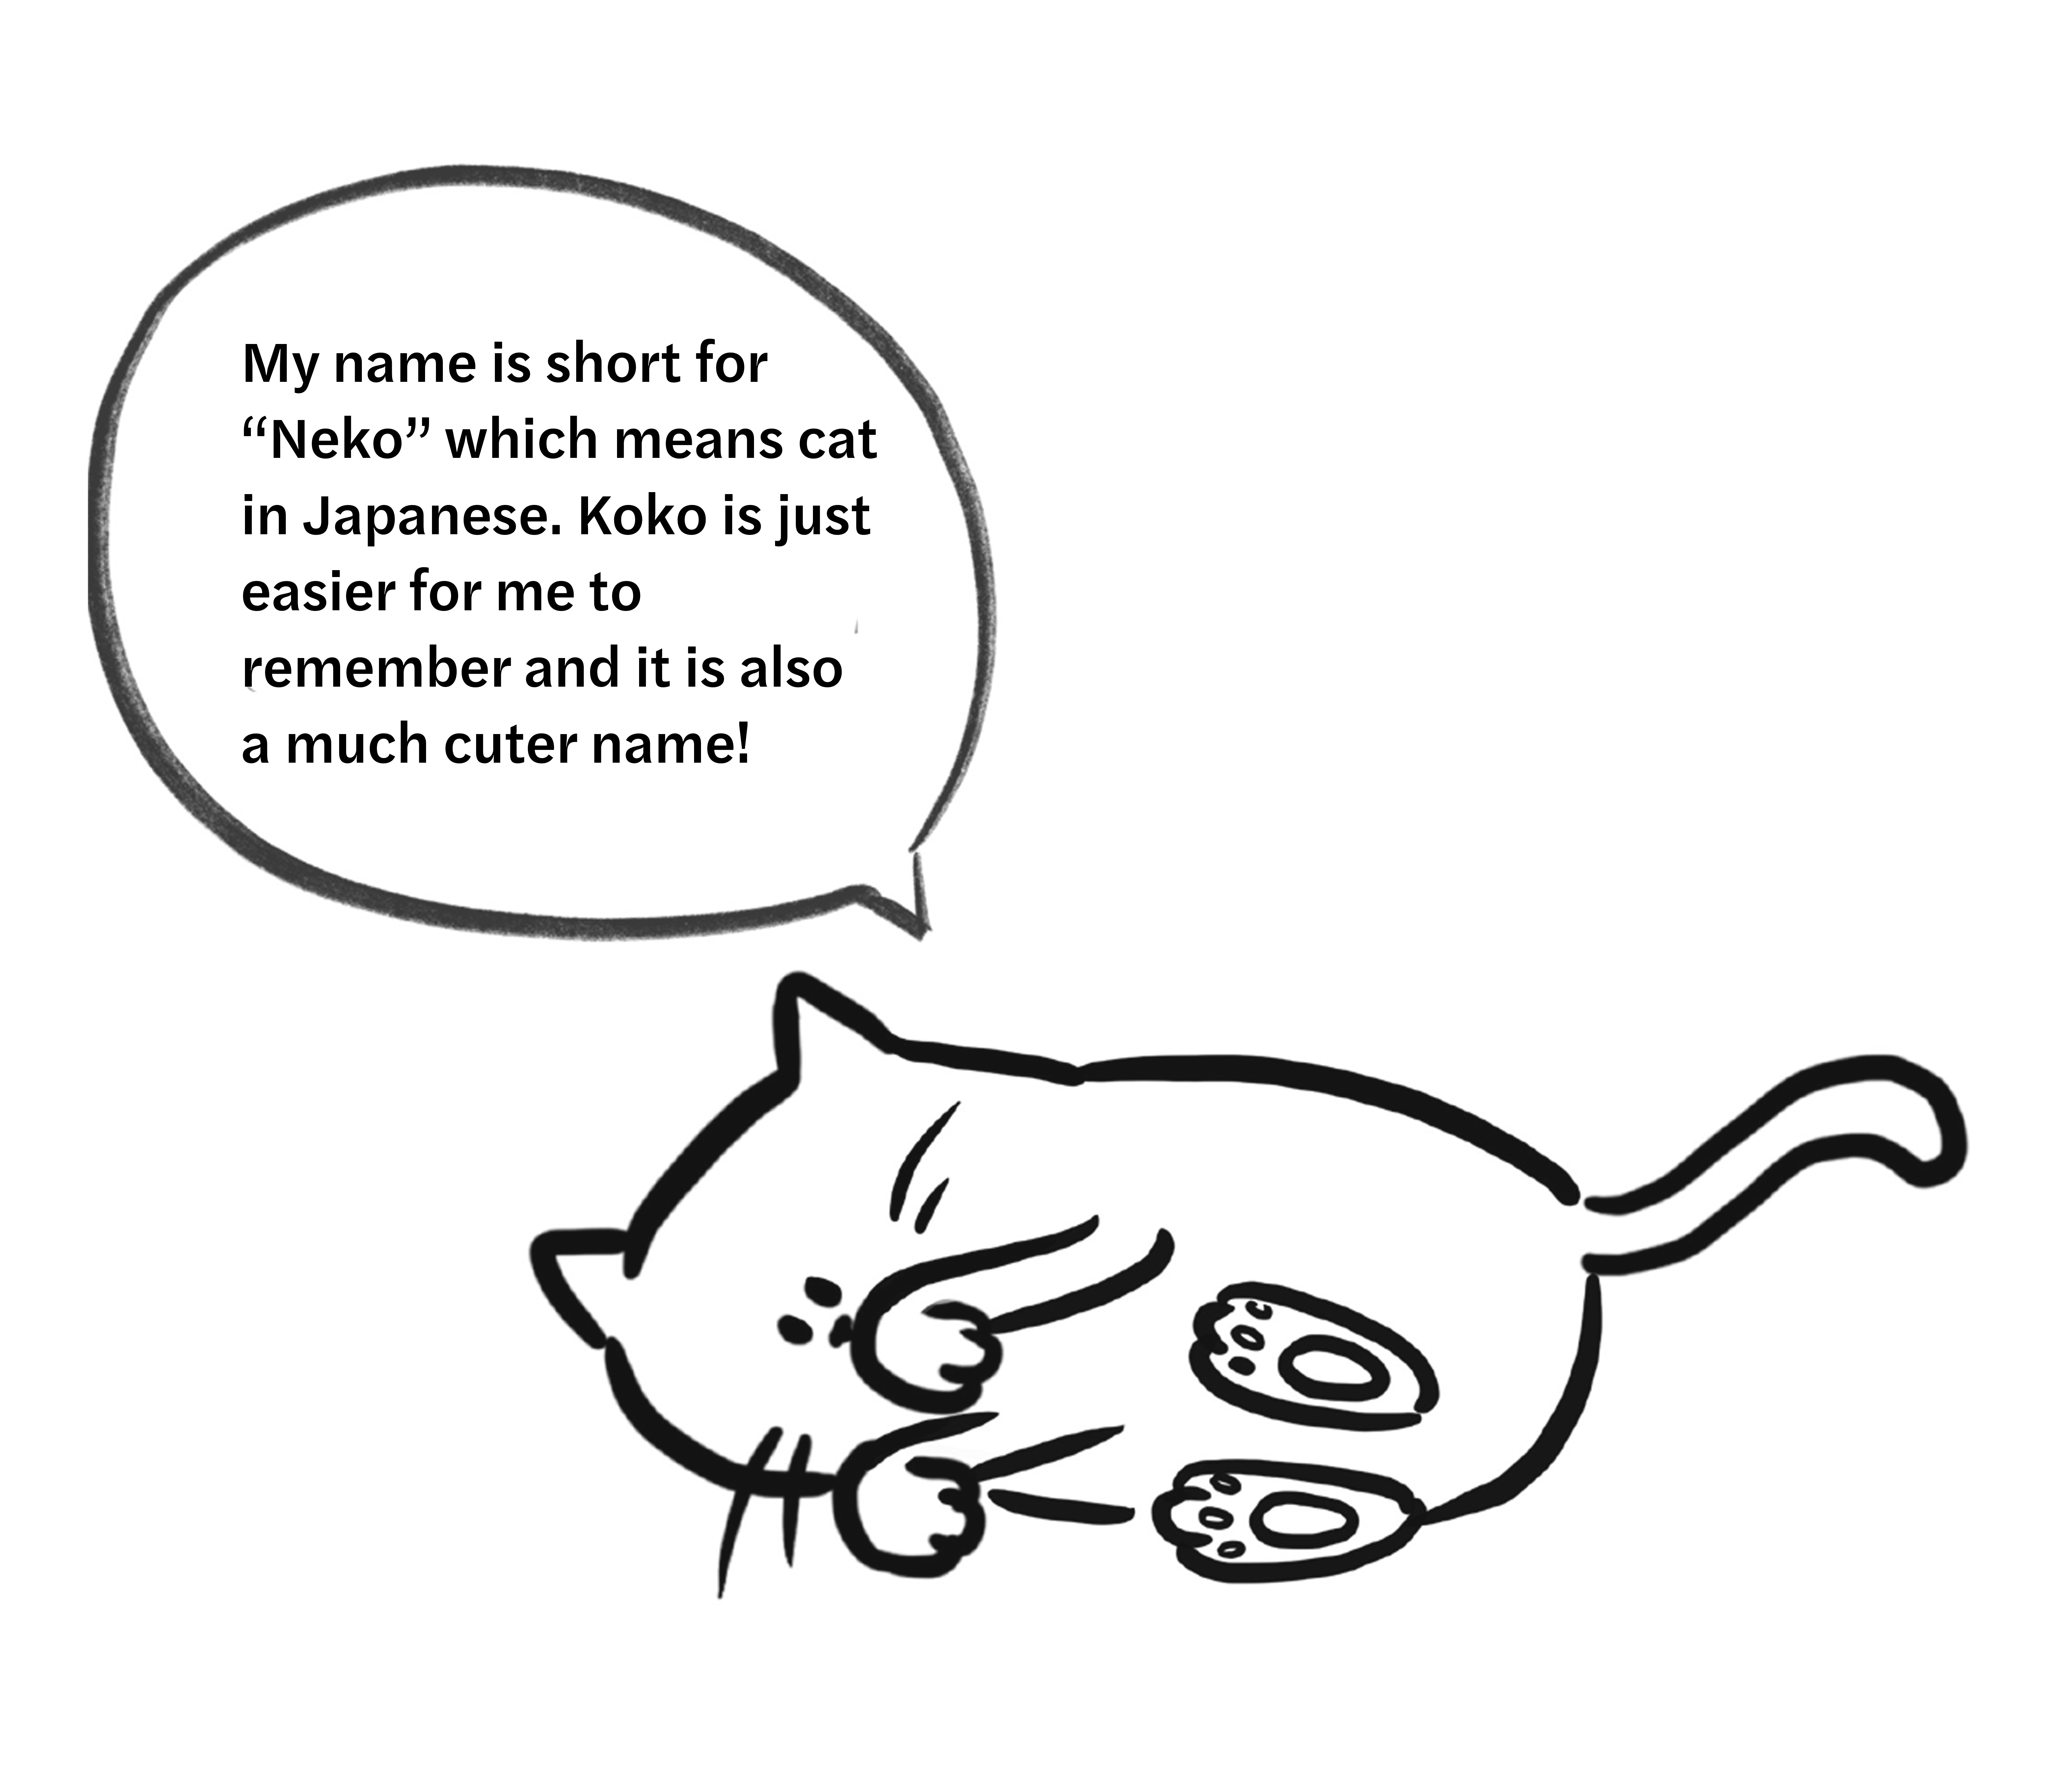 My name is short for
“Neko” which means cat
in Japanese. Koko is just
easier for me to
remember and it is also
a much cuter name!